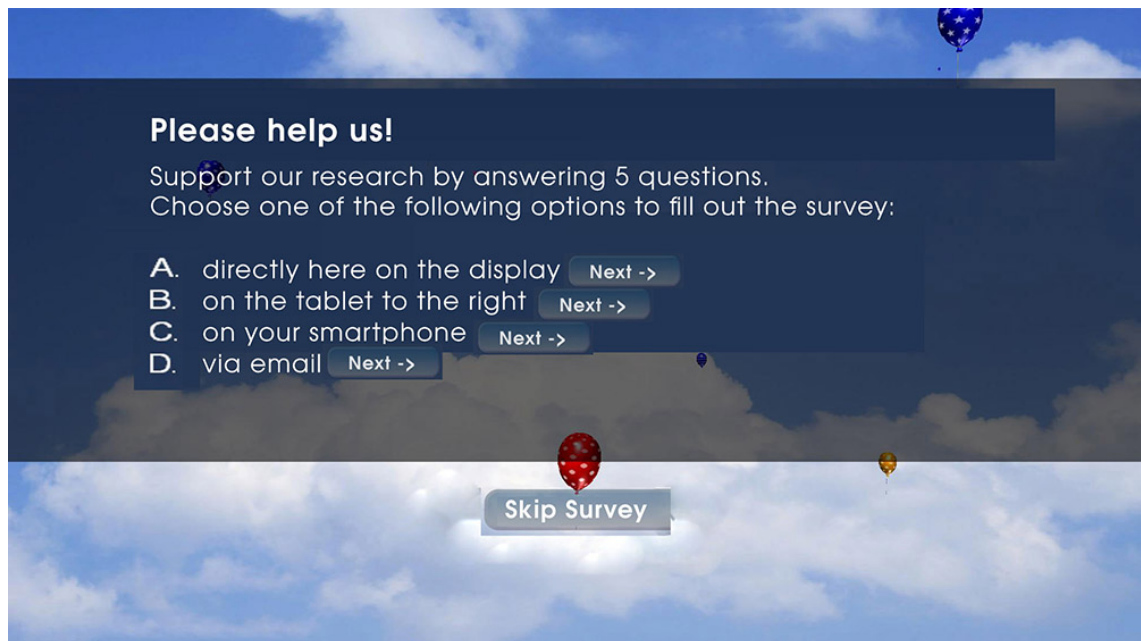 Please help us!
Support our research by answering 5 questions.
Choose one of the following options to fill out the survey:
A. directly here on the display Next ->
B. on the tablet to the right Next ->
C. on your smartphone Next ->
D. via email Next ->
Skip Survey